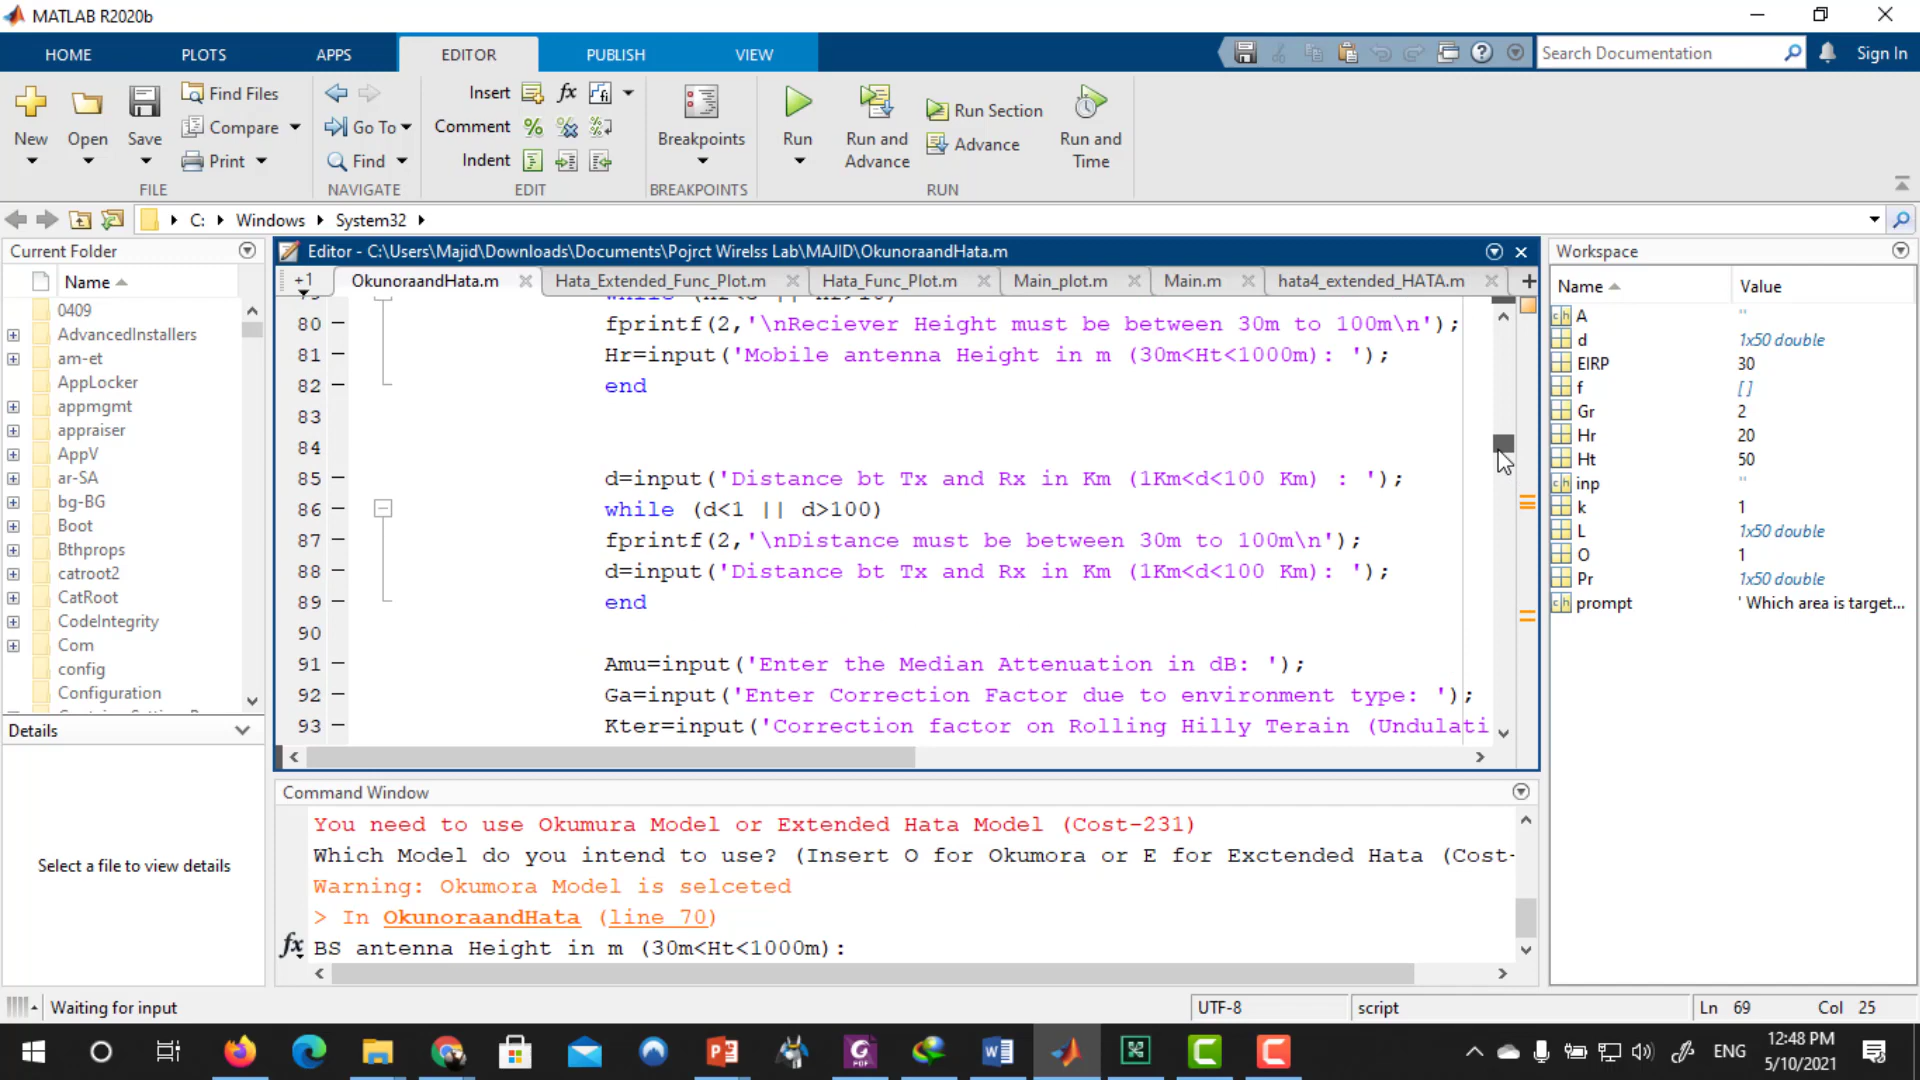 MATLAB R2020b
HOME PLOTS APPS EDITOR PUBLISH VIEW
Search Documentation
Sign In
New
Open
Save
Find Files
Compare
Print
FILE
Go To
Find
NAVIGATE
Insert fx
Comment
Indent
EDIT
Breakpoints
BREAKPOINTS
Run
Run and Advance
Run Section
Advance
Run and Time
RUN
C: Windows System32
Current Folder
Name
0409
AdvancedInstallers
am-et
AppLocker
appmgmt
appraiser
AppV
ar-SA
bg-BG
Boot
Bthprops
catroot2
CatRoot
CodeIntegrity
Com
config
Configuration
Details
Select a file to view details
Editor - C:\Users\Majid\Downloads\Documents\Pojrct Wirelss Lab\MAJID\OkunoraandHata.m
+1 OkunoraandHata.m Hata_Extended_Func_Plot.m Hata_Func_Plot.m Main_plot.m Main.m hata4_extended_HATA.m
80 fprintf(2,'\nReciever Height must be between 30m to 100m\n');
81 Hr=input('Mobile antenna Height in m (30m<Ht<1000m): ');
82 end
83
84
85 d=input('Distance bt Tx and Rx in Km (1Km<d<100 Km) : ');
86 while (d<1 || d>100)
87 fprintf(2,'\nDistance must be between 30m to 100m\n');
88 d=input('Distance bt Tx and Rx in Km (1Km<d<100 Km): ');
89 end
90
91 Amu=input('Enter the Median Attenuation in dB: ');
92 Ga=input('Enter Correction Factor due to environment type: ');
93 Kter=input('Correction factor on Rolling Hilly Terain (Undulati
Command Window
You need to use Okumura Model or Extended Hata Model (Cost-231)
Which Model do you intend to use? (Insert O for Okumora or E for Exctended Hata (Cost-
Warning: Okumora Model is selceted
> In OkunoraandHata (line 70)
fx BS antenna Height in m (30m<Ht<1000m):
Workspace
Name Value
A ''
d 1x50 double
EIRP 30
f []
Gr 2
Hr 20
Ht 50
inp ''
k 1
L 1x50 double
O 1
Pr 1x50 double
prompt ' Which area is target...
Waiting for input
UTF-8
script
Ln 69 Col 25
ENG
12:48 PM
5/10/2021